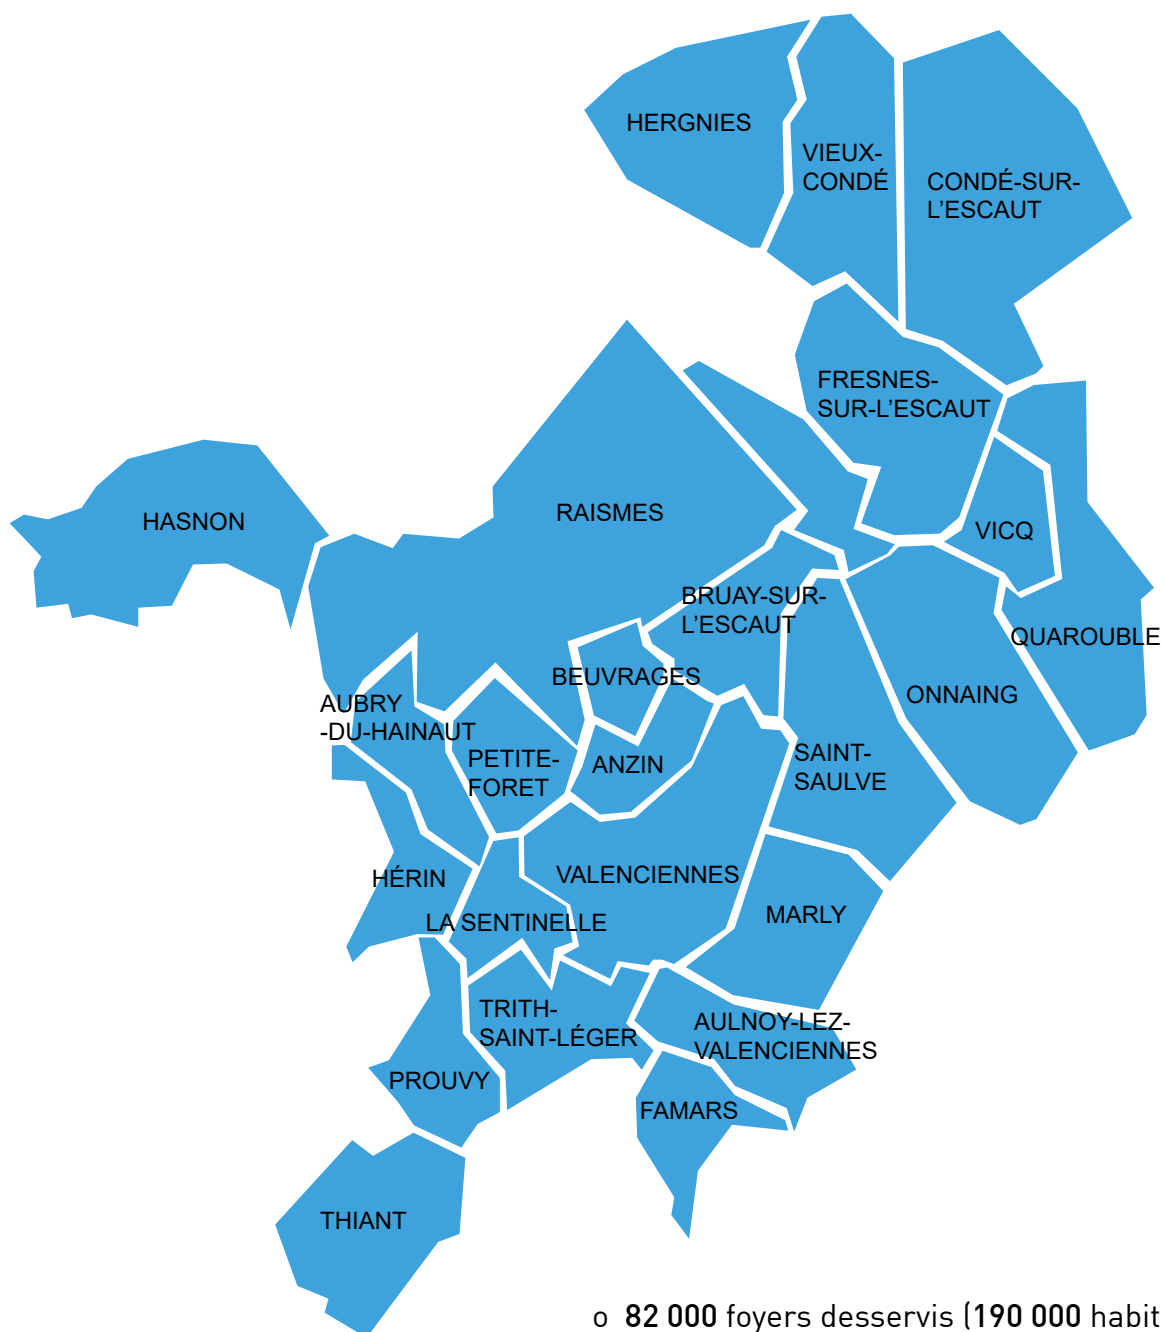 HERGNIES
VIEUX-
CONDÉ
CONDÉ-SUR-
L'ESCAUT
FRESNES-
SUR-L'ESCAUT
HASNON
RAISMES
VICQ
BRUAY-SUR-
L'ESCAUT
QUAROUBLE
BEUVRAGES
ONNAING
AUBRY
-DU-HAINAUT
PETITE-
FORET
ANZIN
SAINT-
SAULVE
HÉRIN
VALENCIENNES
LA SENTINELLE
MARLY
TRITH-
SAINT-LÉGER
AULNOY-LEZ-
VALENCIENNES
PROUVY
FAMARS
THIANT
o 82 000 foyers desservis (190 000 habit